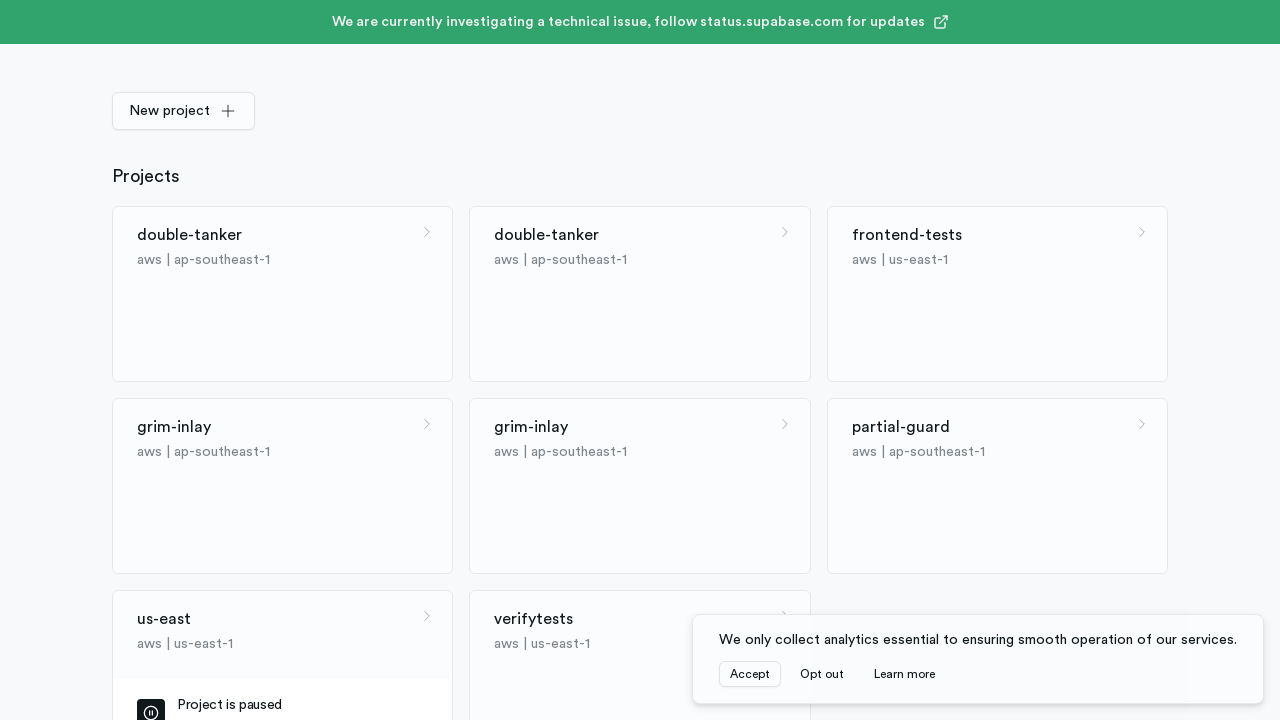 We are currently investigating a technical issue, follow status.supabase.com for updates
New project
Projects
double-tanker
aws | ap-southeast-1
double-tanker
aws | ap-southeast-1
frontend-tests
aws | us-east-1
grim-inlay
aws | ap-southeast-1
grim-inlay
aws | ap-southeast-1
partial-guard
aws | ap-southeast-1
us-east
aws | us-east-1
Project is paused
verifytests
aws | us-east-1
We only collect analytics essential to ensuring smooth operation of our services.
Accept
Opt out
Learn more